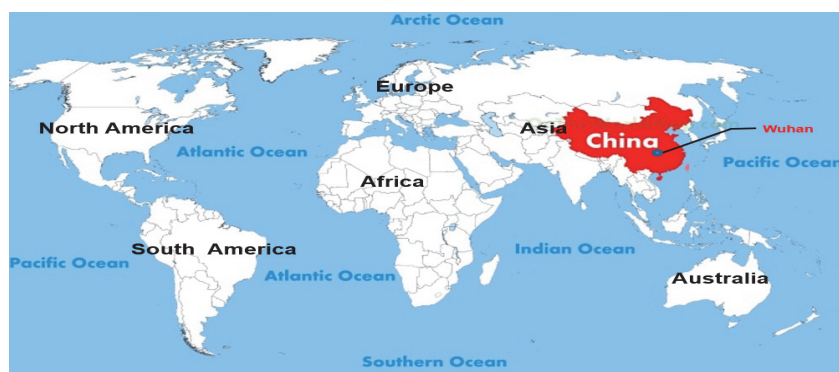 Arctic Ocean
Europe
North America
Asia
China
Wuhan
Atlantic Ocean
Pacific Ocean
Africa
South America
Indian Ocean
Pacific Ocean
Atlantic Ocean
Australia
Southern Ocean